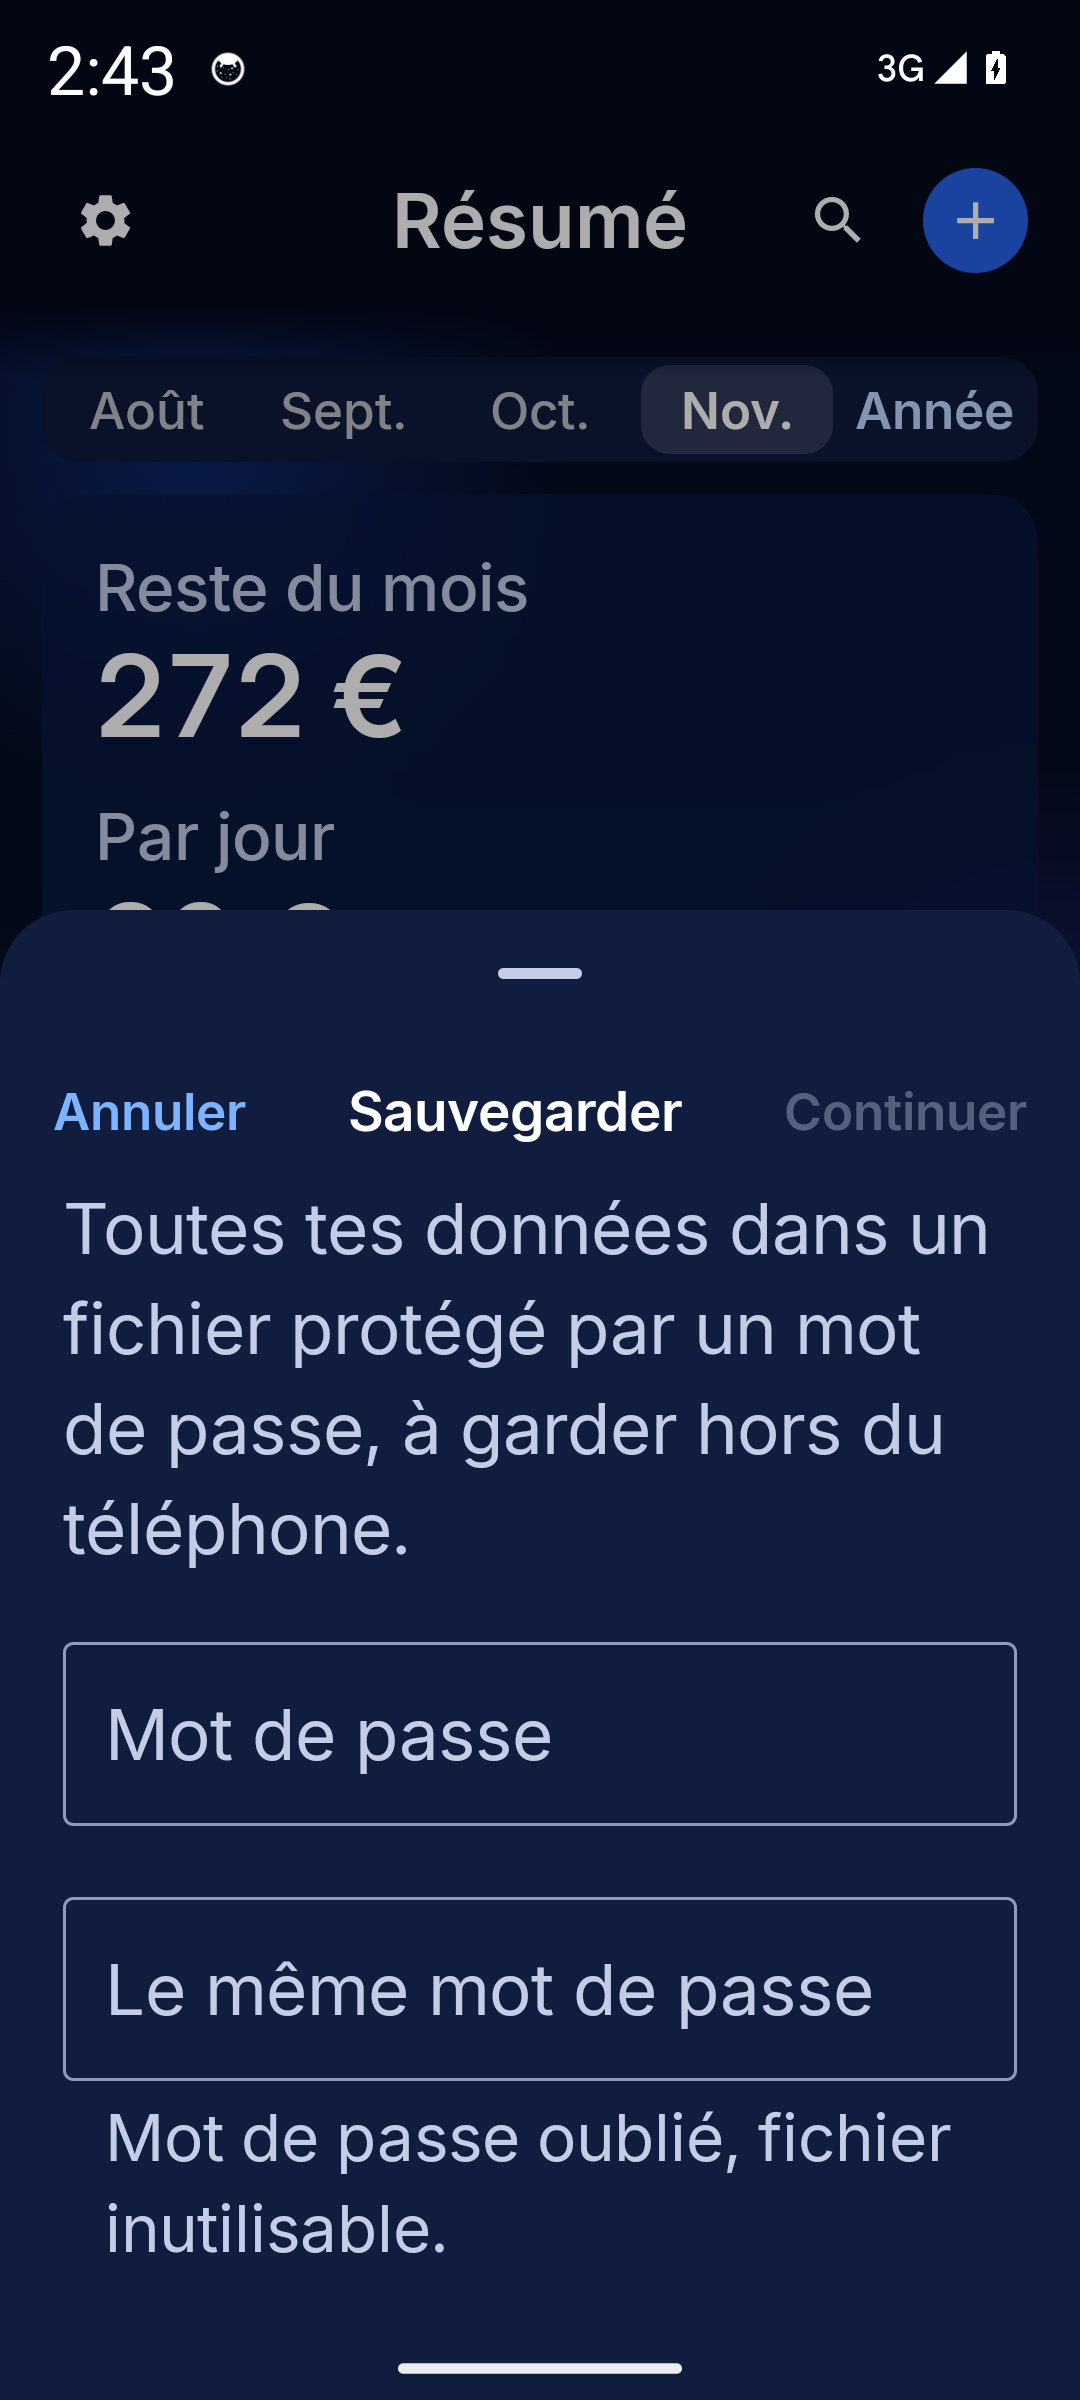 2:43
3G
Résumé
Août Sept. Oct. Nov. Année
Reste du mois
272 €
Par jour
Annuler Sauvegarder Continuer
Toutes tes données dans un
fichier protégé par un mot
de passe, à garder hors du
téléphone.
Mot de passe
Le même mot de passe
Mot de passe oublié, fichier
inutilisable.